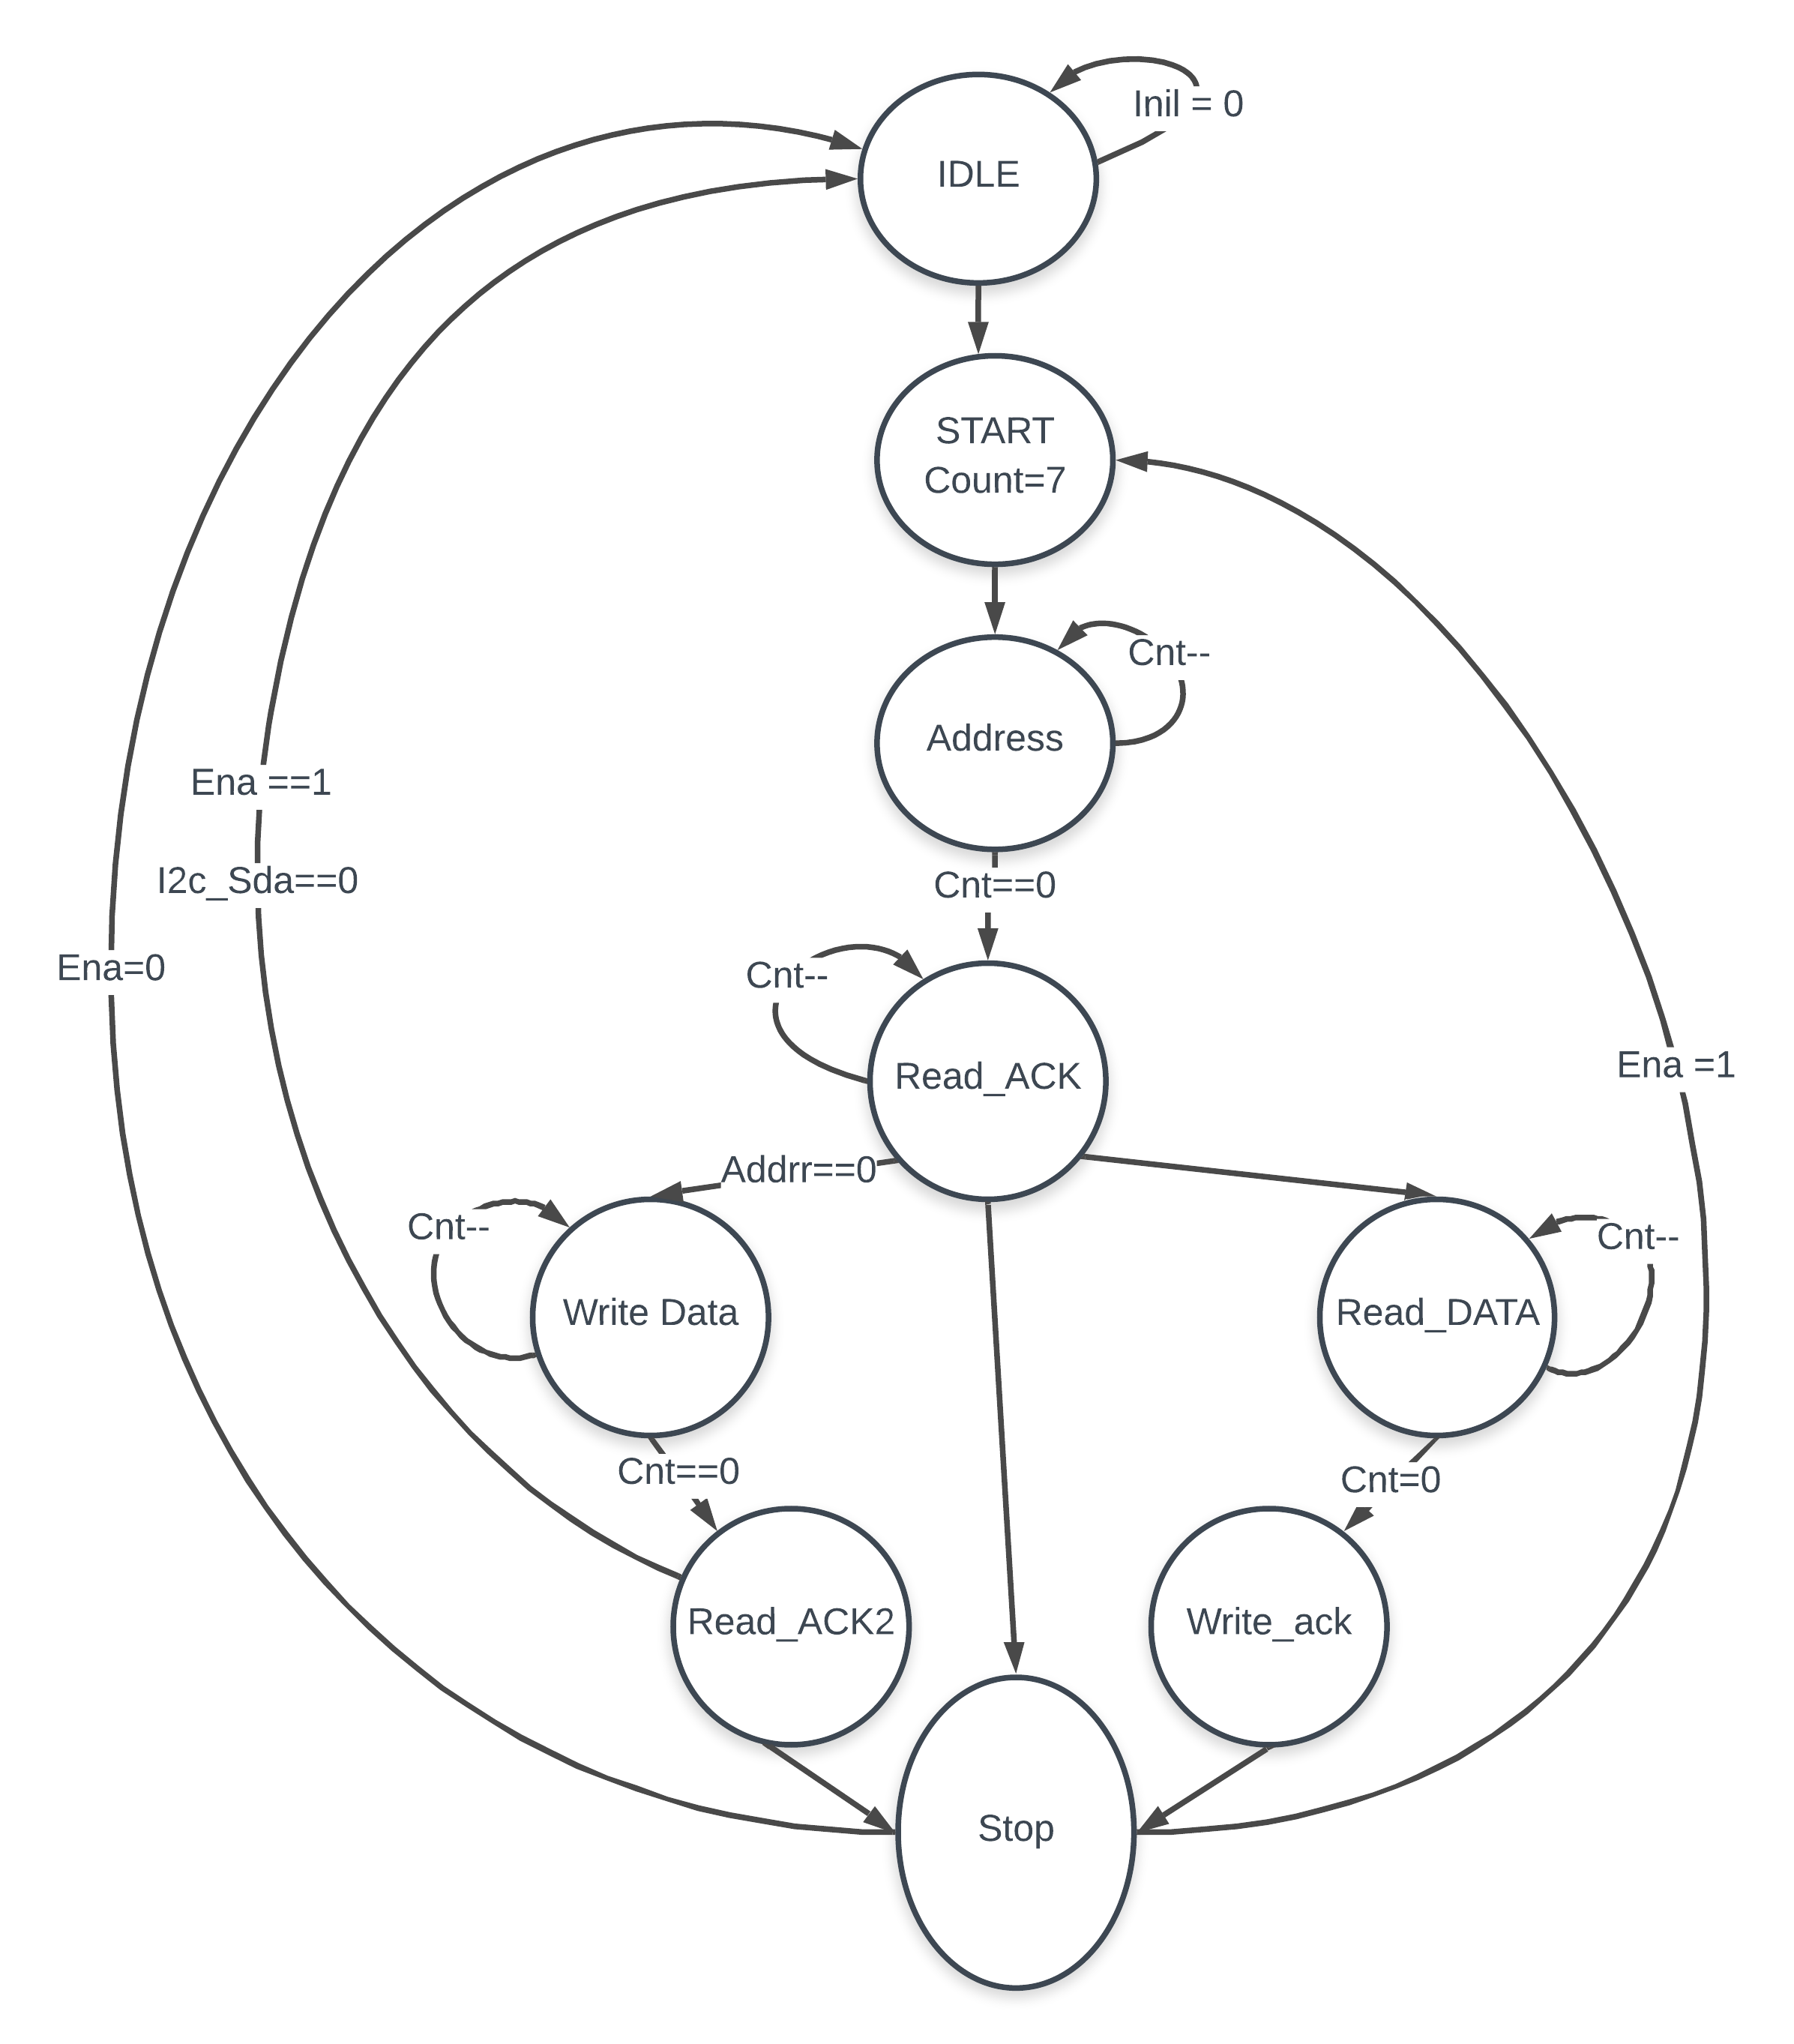 Inil = 0
IDLE
START
Count=7
Cnt--
Address
Ena ==1
I2c_Sda==0
Cnt==0
Ena=0
Cnt--
Read_ACK
Ena =1
Addrr==0
Cnt--
Cnt--
Write Data
Read_DATA
Cnt==0
Cnt=0
Read_ACK2
Write_ack
Stop